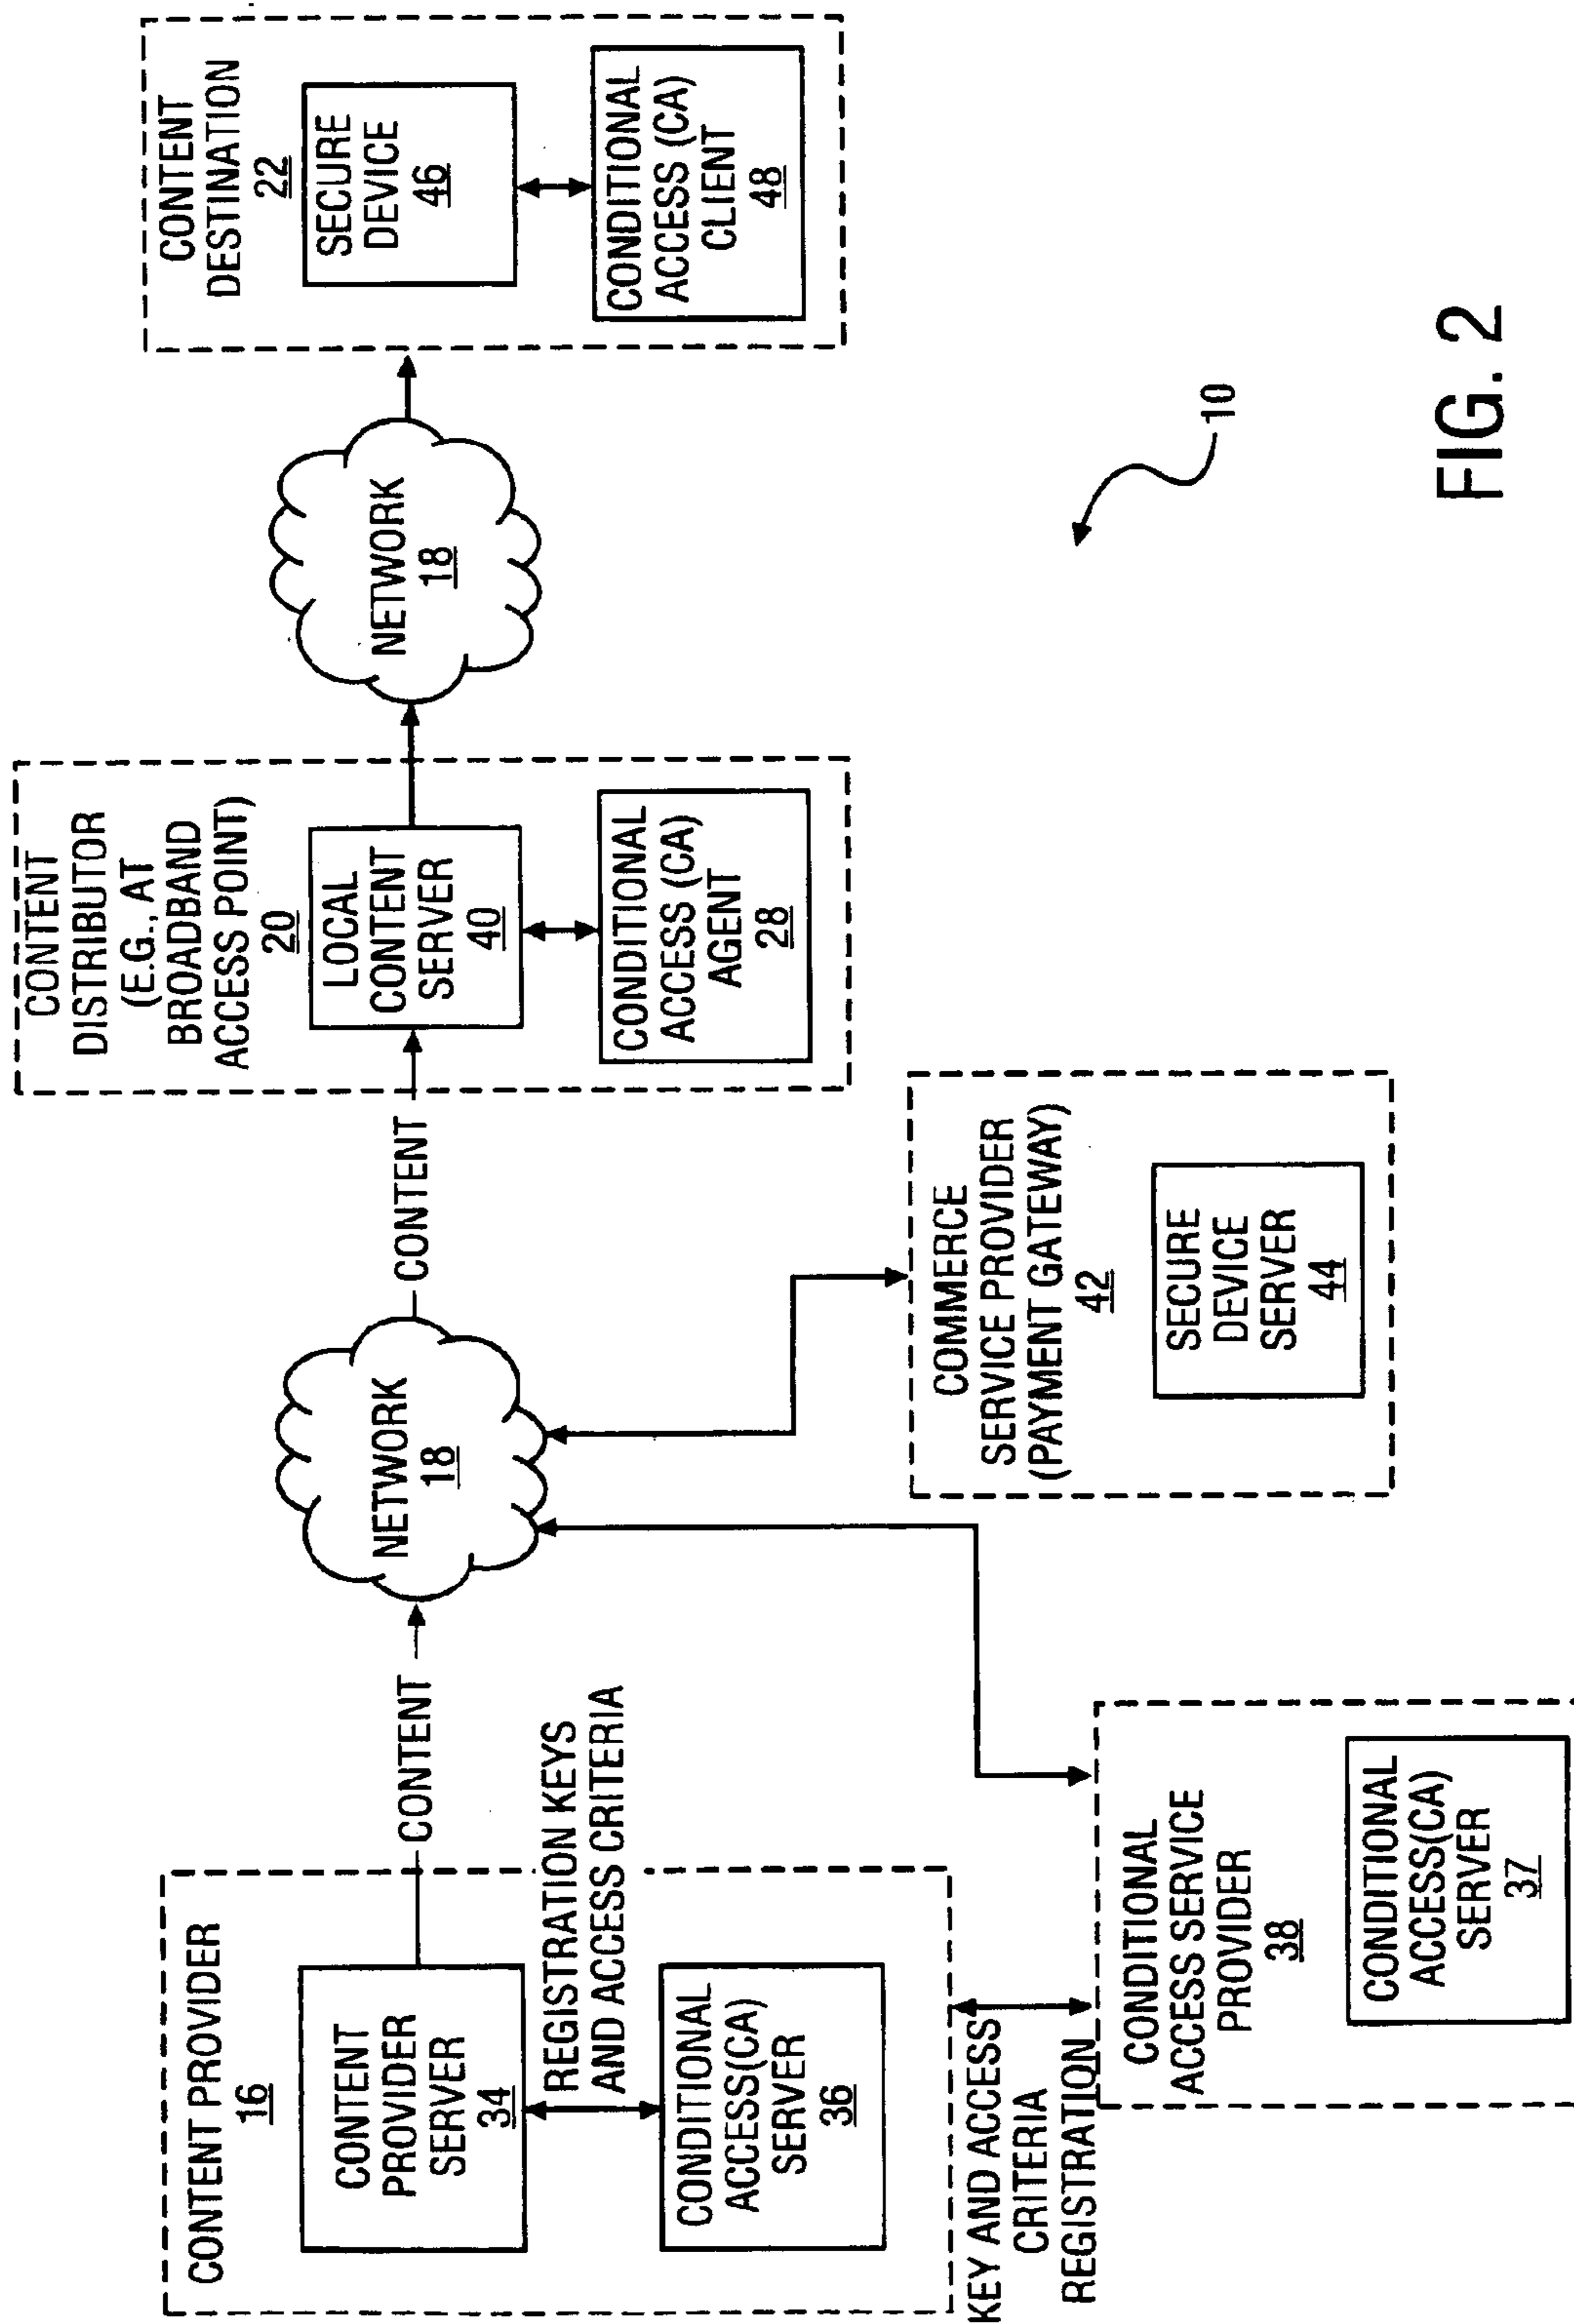 CONTENT PROVIDER
16
CONTENT
PROVIDER
SERVER
34
REGISTRATION KEYS
AND ACCESS CRITERIA
CONDITIONAL
ACCESS(CA)
SERVER
36
KEY AND ACCESS
CRITERIA
REGISTRATION
CONDITIONAL
ACCESS SERVICE
PROVIDER
38
CONDITIONAL
ACCESS(CA)
SERVER
37
CONTENT
NETWORK
18
COMMERCE
SERVICE PROVIDER
(PAYMENT GATEWAY)
42
SECURE
DEVICE
SERVER
44
CONTENT
CONTENT
DISTRIBUTOR
(E.G., AT
BROADBAND
ACCESS POINT)
20
LOCAL
CONTENT
SERVER
40
CONDITIONAL
ACCESS (CA)
AGENT
28
NETWORK
18
CONTENT
DESTINATION
22
SECURE
DEVICE
46
CONDITIONAL
ACCESS (CA)
CLIENT
48
10
FIG. 2